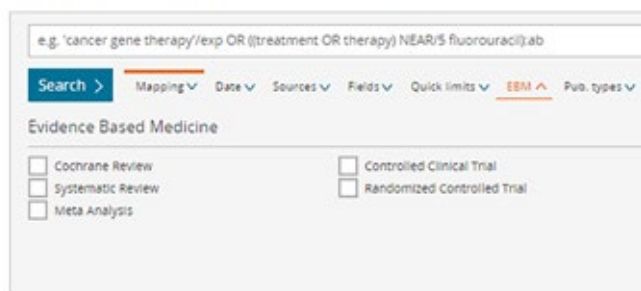 e.g. 'cancer gene therapy'/exp OR ((treatment OR therapy) NEAR/5 fluorouracil):ab
Search > Mapping Date Sources Fields Quick limits EBM Pub. types
Evidence Based Medicine
Cochrane Review Controlled Clinical Trial
Systematic Review Randomized Controlled Trial
Meta Analysis